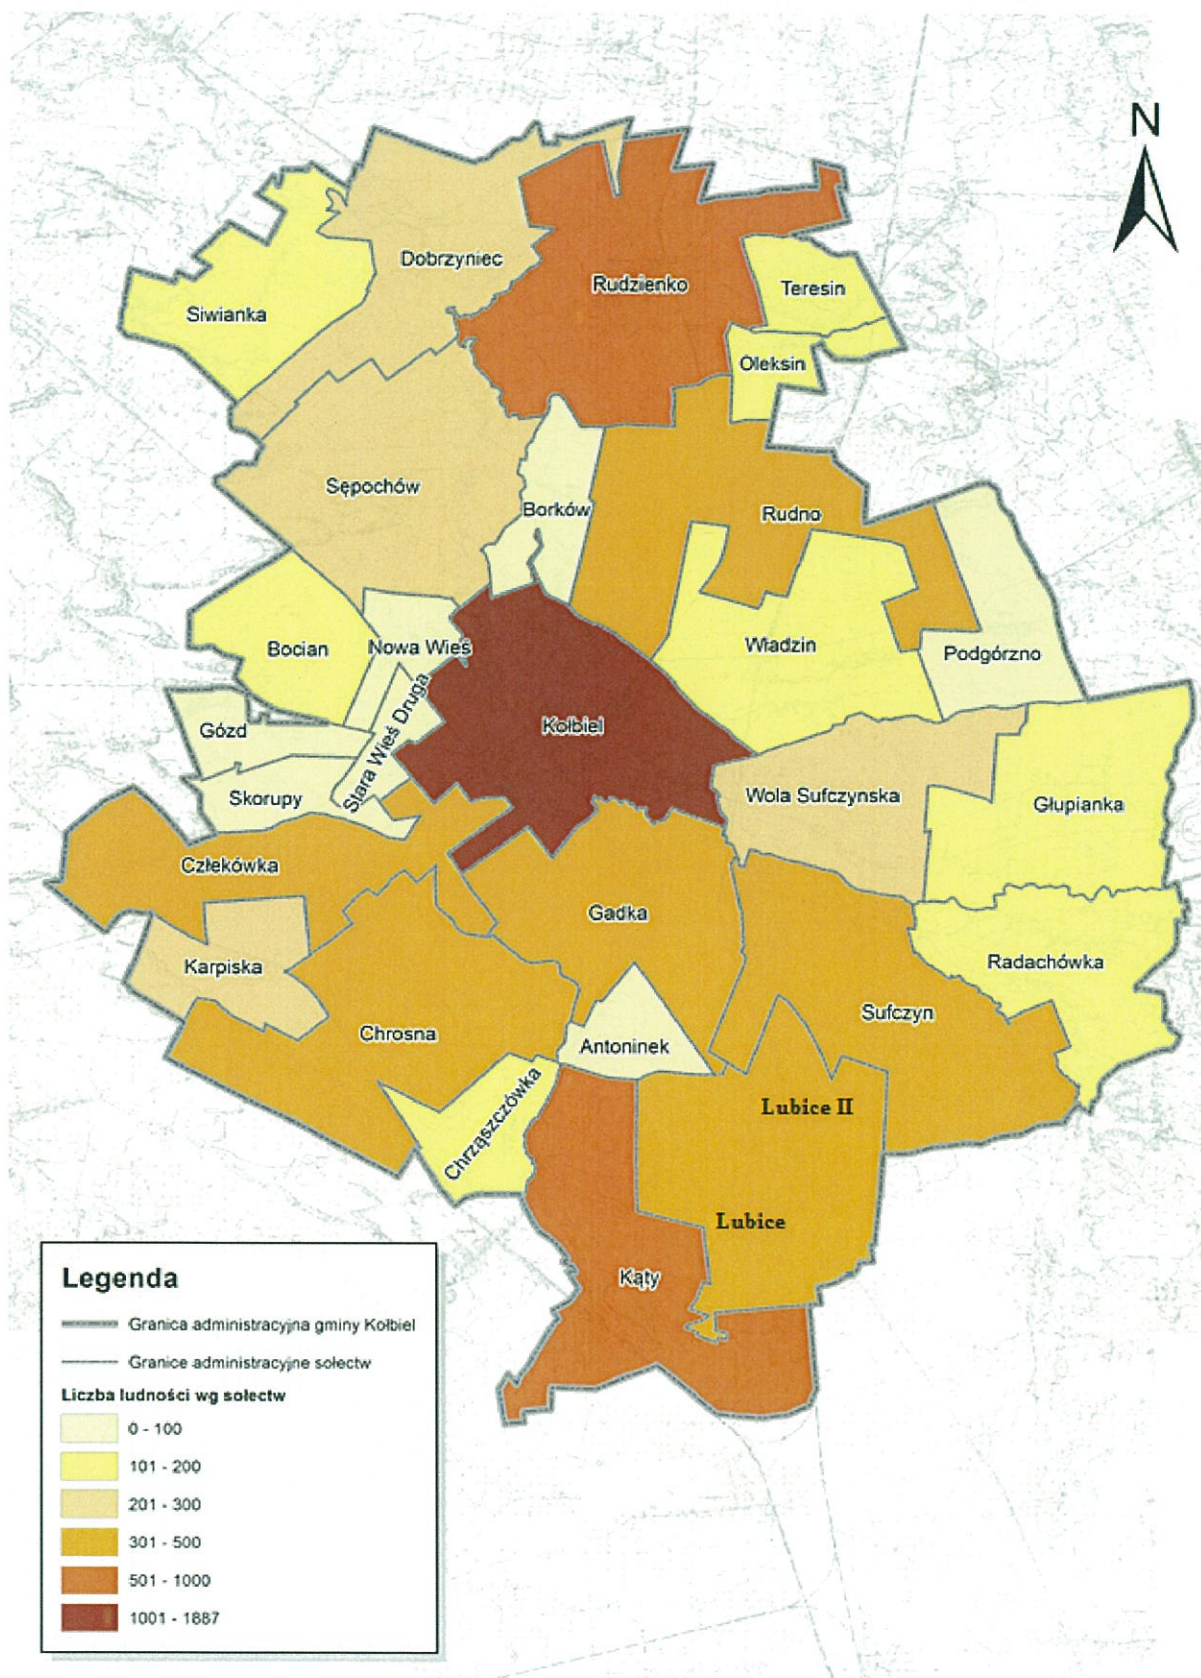 N
Dobrzyniec
Rudzienko
Teresin
Siwianka
Oleksin
Sępochów
Borków
Rudno
Bocian
Nowa Wieś
Władzin
Podgórzno
Gózd
Stara Wieś Druga
Kołbiel
Skorupy
Wola Sufczynska
Głupianka
Człekówka
Gadka
Karpiska
Radachówka
Chrosna
Sufczyn
Antoninek
Chrząszczówka
Lubice II
Lubice
Kąty
Legenda
Granica administracyjna gminy Kołbiel
Granice administracyjne sołectw
Liczba ludności wg sołectw
0 - 100
101 - 200
201 - 300
301 - 500
501 - 1000
1001 - 1887